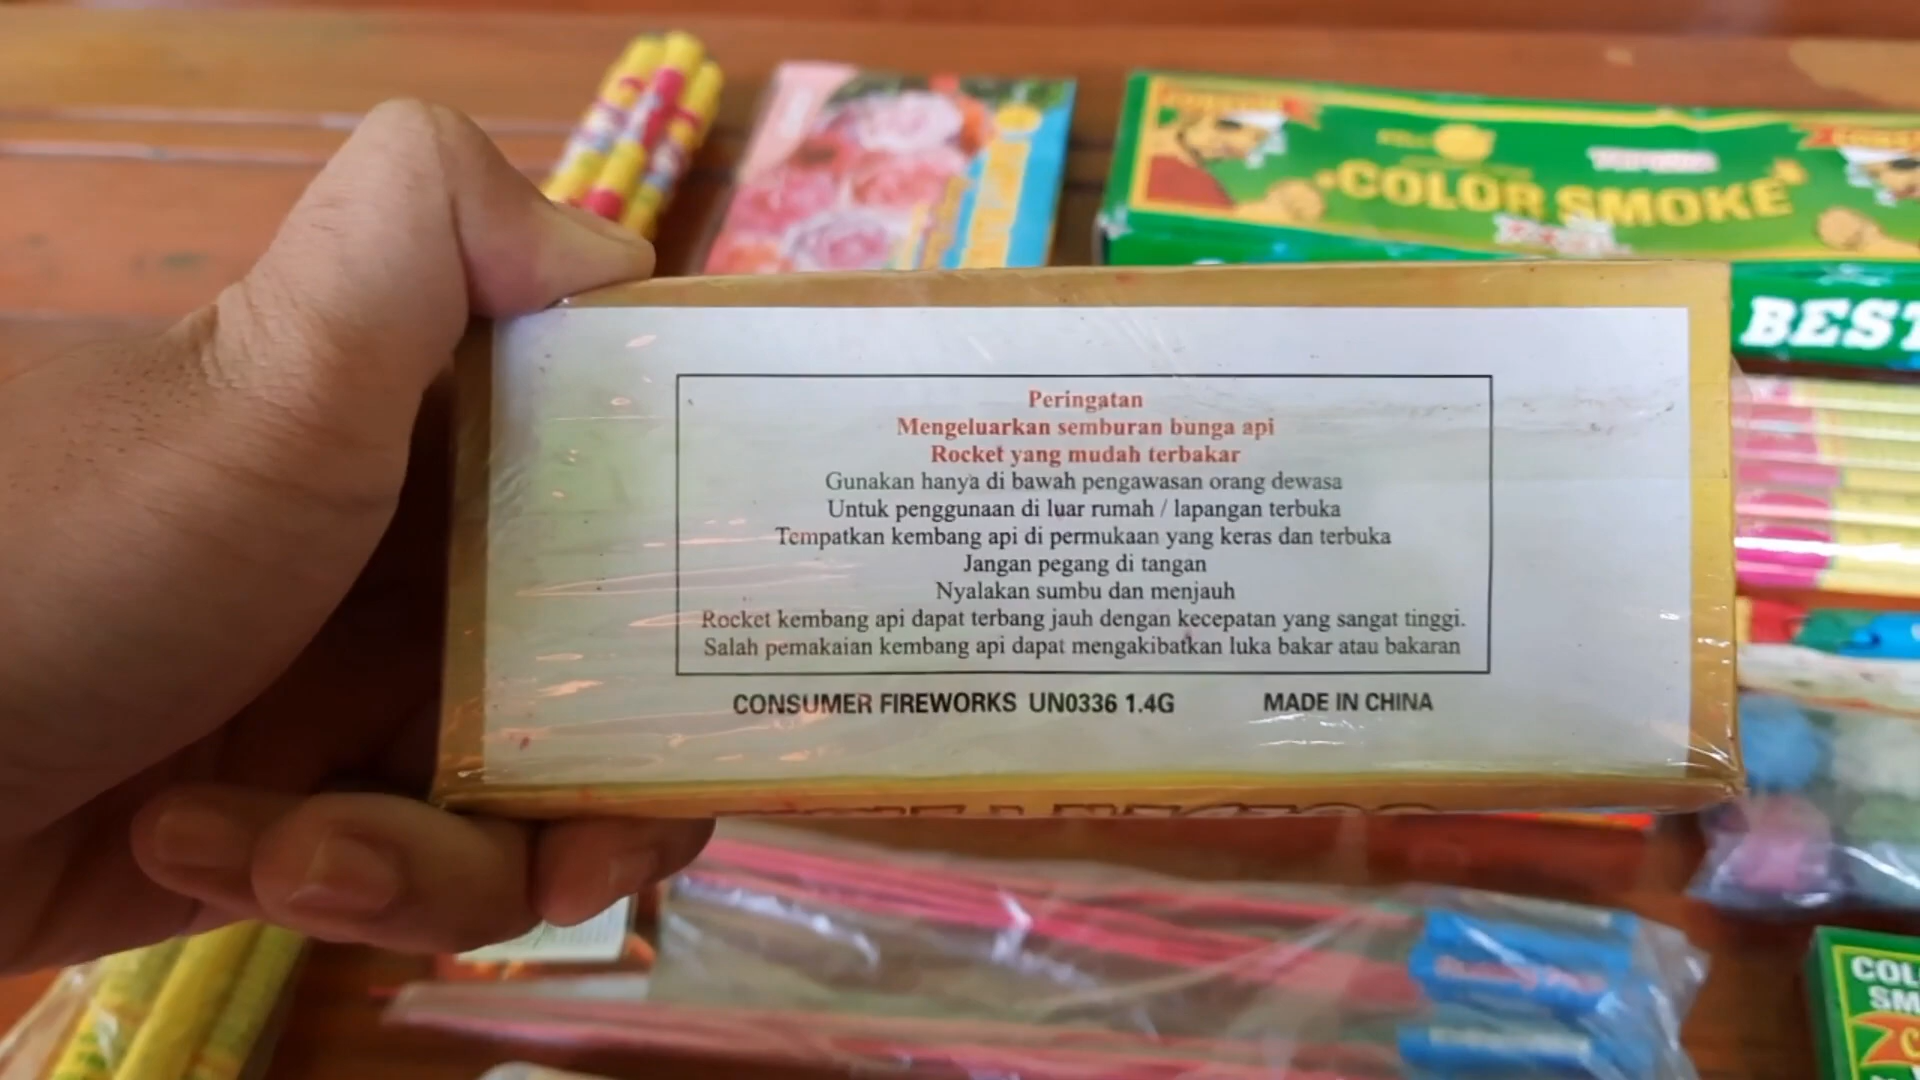 COLOR SMOKE
BEST
Peringatan
Mengeluarkan semburan bunga api
Rocket yang mudah terbakar
Gunakan hanya di bawah pengawasan orang dewasa
Untuk penggunaan di luar rumah / lapangan terbuka
Tempatkan kembang api di permukaan yang keras dan terbuka
Jangan pegang di tangan
Nyalakan sumbu dan menjauh
Rocket kembang api dapat terbang jauh dengan kecepatan yang sangat tinggi.
Salah pemakaian kembang api dapat mengakibatkan luka bakar atau bakaran
CONSUMER FIREWORKS UN0336 1.4G MADE IN CHINA
COL
SM